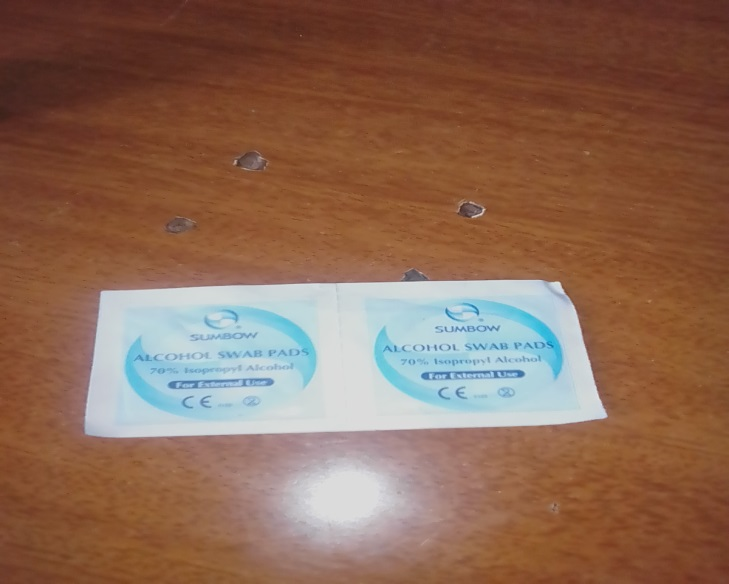 SUMBOW
ALCOHOL SWAB PADS
70% Isopropyl Alcohol
For External Use
CE
SUMBOW
ALCOHOL SWAB PADS
70% Isopropyl Alcohol
For External Use
CE